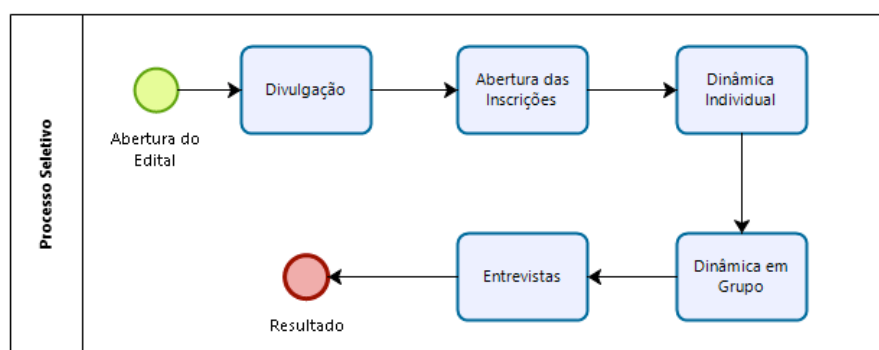 Processo Seletivo
Abertura do
Edital
Divulgação
Abertura das
Inscrições
Dinâmica
Individual
Dinâmica em
Grupo
Entrevistas
Resultado